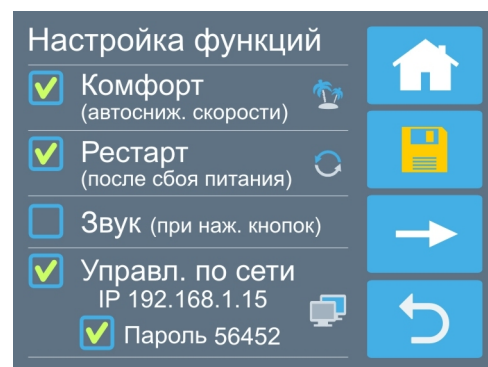 Настройка функций
Комфорт
(автосниж. скорости)
Рестарт
(после сбоя питания)
Звук (при наж. кнопок)
Управл. по сети
IP 192.168.1.15
Пароль 56452